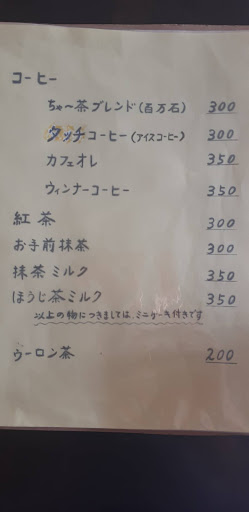 コーヒー
ちゅ〜茶ブレンド(百万石) 300
ダッチコーヒー(アイスコーヒー) 300
カフェオレ 350
ウィンナーコーヒー 350
紅茶 300
お手前抹茶 300
抹茶ミルク 350
ほうじ茶ミルク 350
以上の物につきましては ミニケーキ付きです
ウーロン茶 200